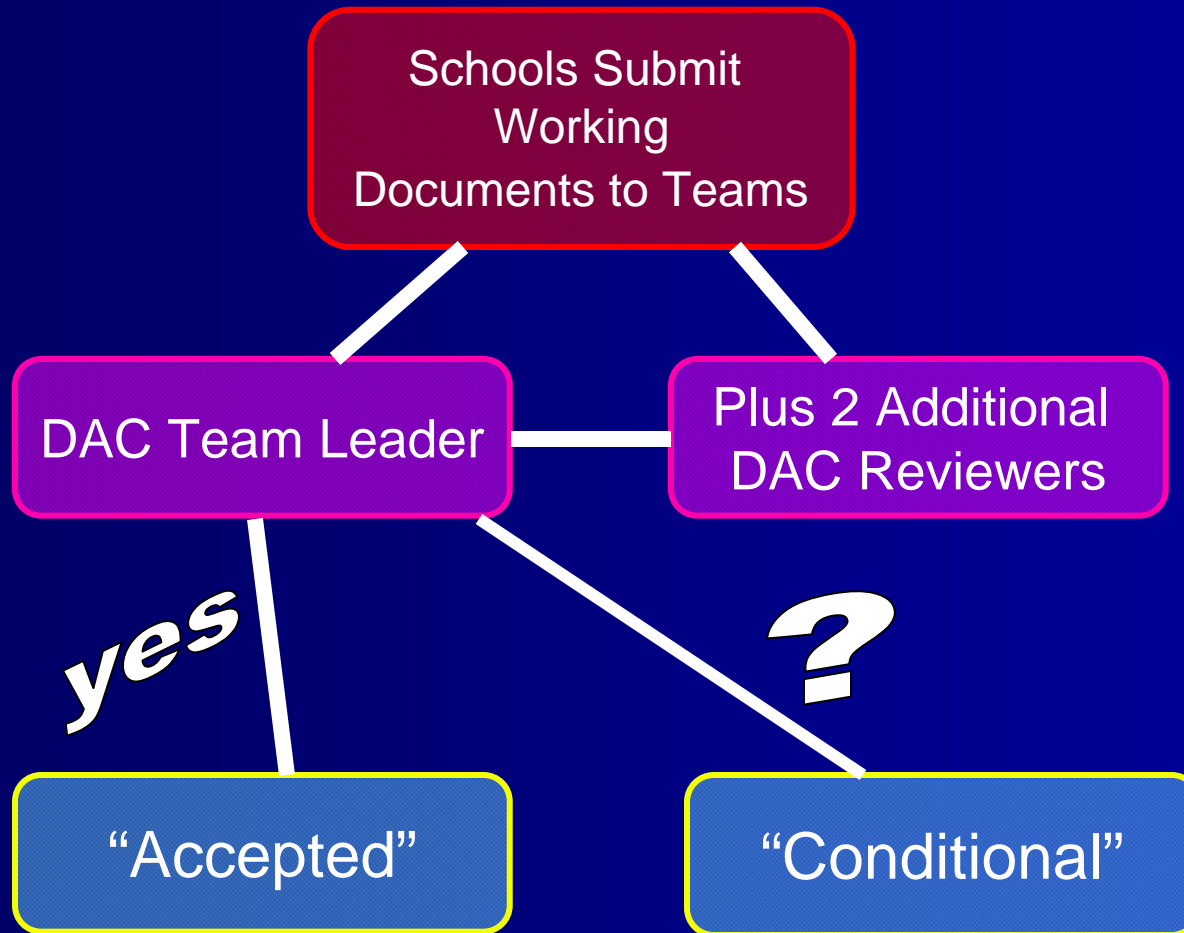 Schools Submit
Working
Documents to Teams
DAC Team Leader
Plus 2 Additional
DAC Reviewers
yes
?
“Accepted”
“Conditional”